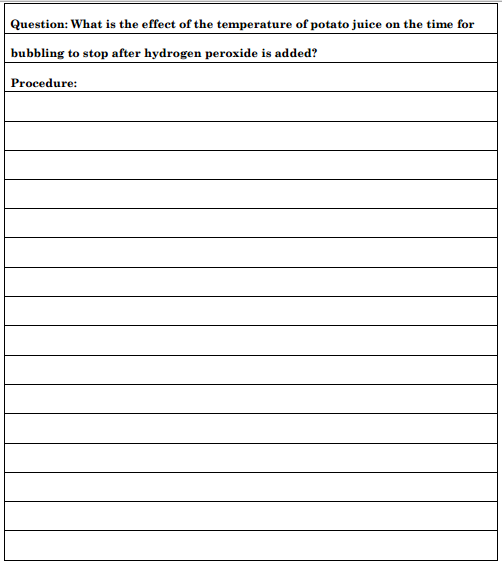 Question: What is the effect of the temperature of potato juice on the time for
bubbling to stop after hydrogen peroxide is added?
Procedure: